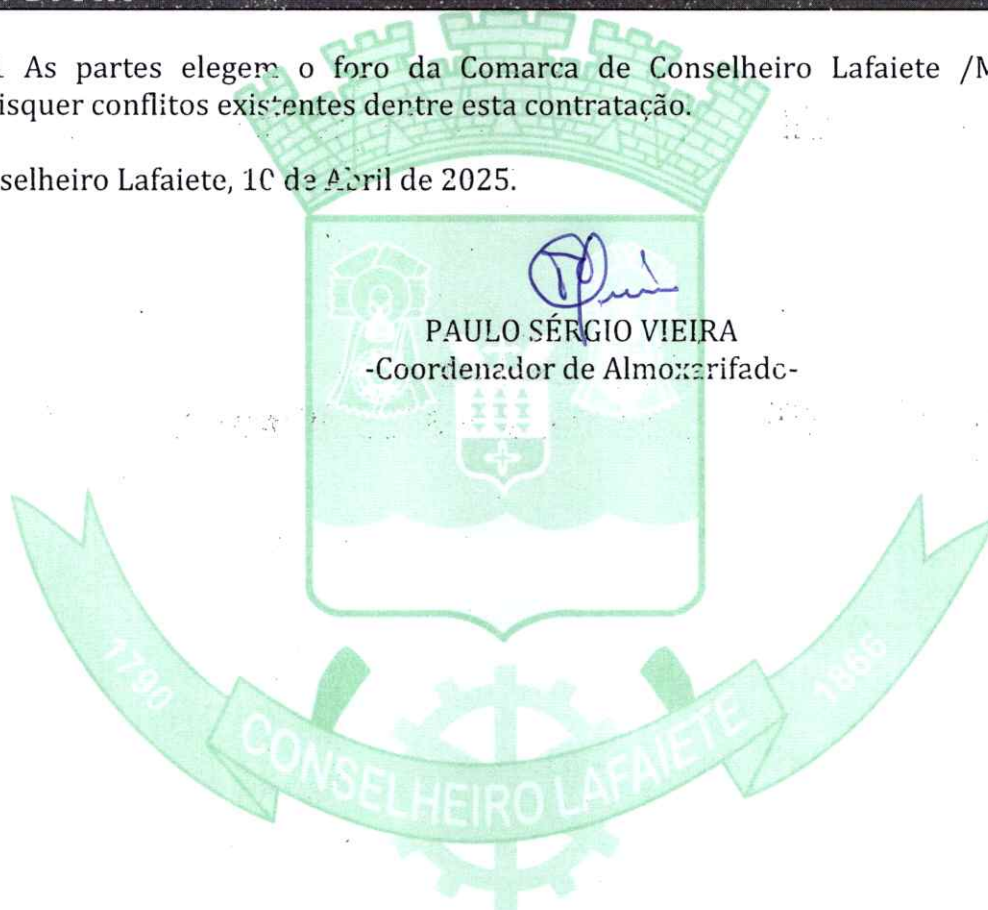 As partes elegem o foro da Comarca de Conselheiro Lafaiete /M
isquer conflitos existentes dentre esta contratação.
selheiro Lafaiete, 10 de Abril de 2025.
PAULO SÉRGIO VIEIRA
-Coordenador de Almoxarifado-
1790
1866
CONSELHEIRO LAFAIETE